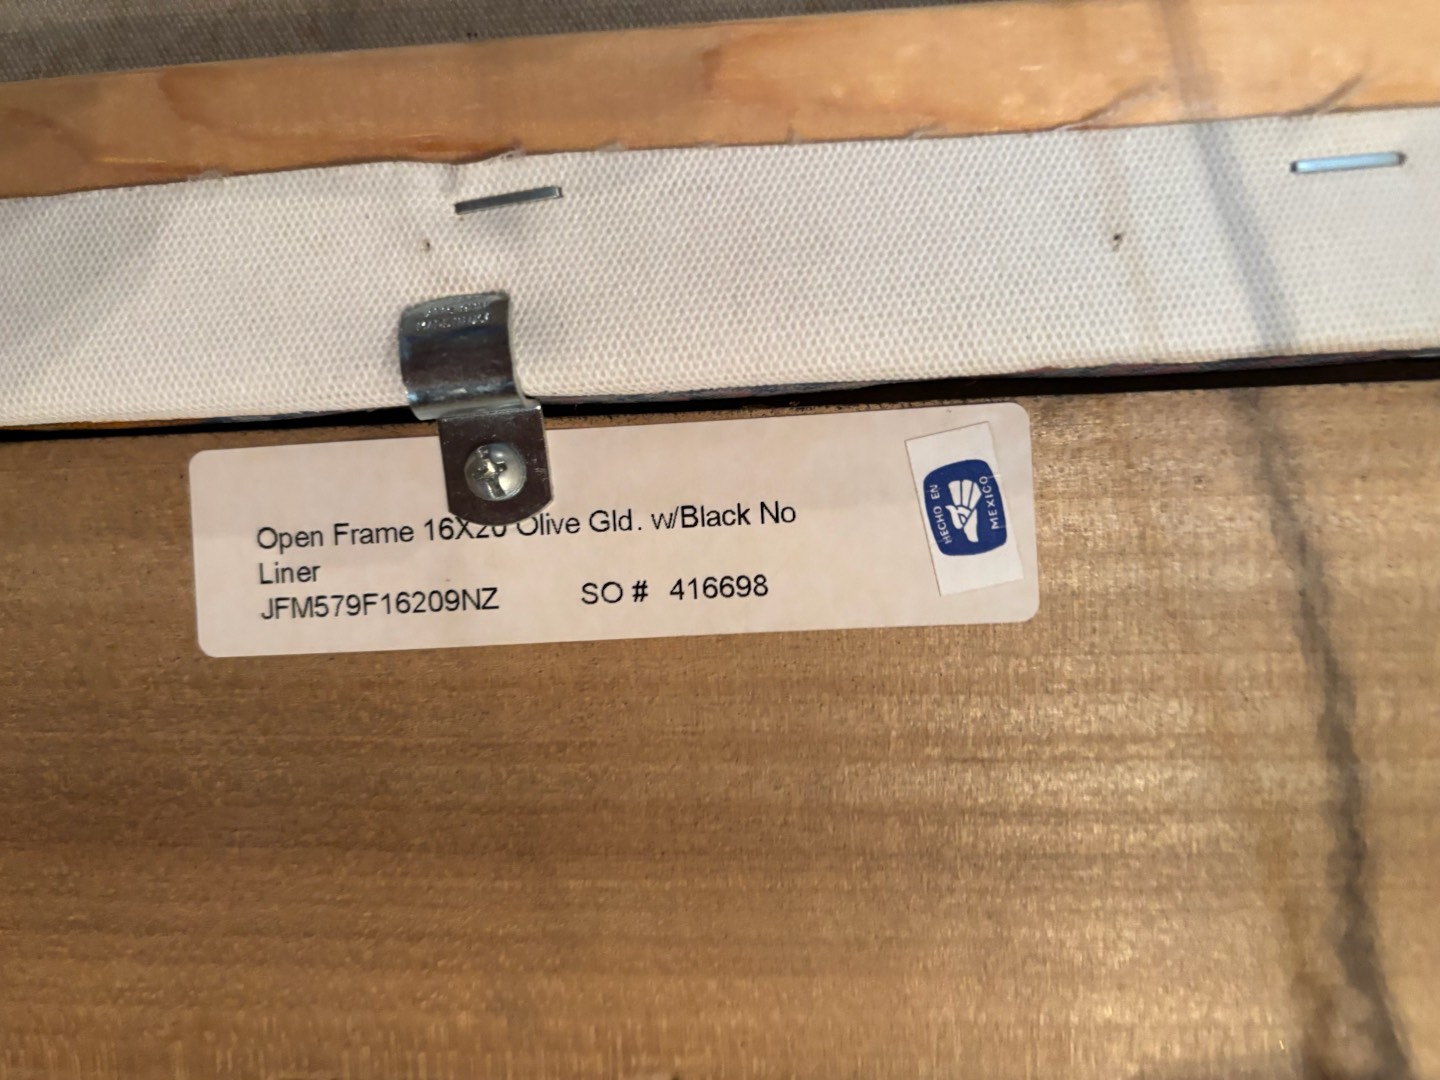 Open Frame 16X20 Olive Gld. w/Black No
Liner
JFM579F16209NZ SO # 416698
HECHO EN
MEXICO